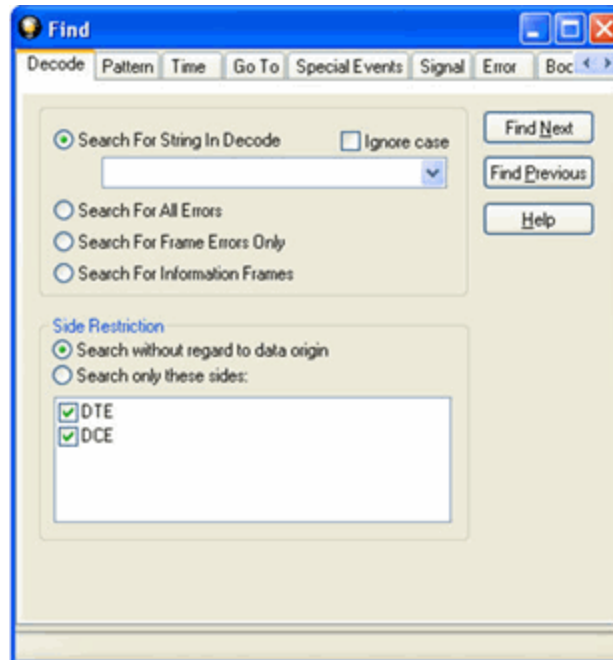 Find
Decode Pattern Time Go To Special Events Signal Error Boo
Search For String In Decode Ignore case Find Next
Find Previous
Search For All Errors
Help
Search For Frame Errors Only
Search For Information Frames
Side Restriction
Search without regard to data origin
Search only these sides:
DTE
DCE